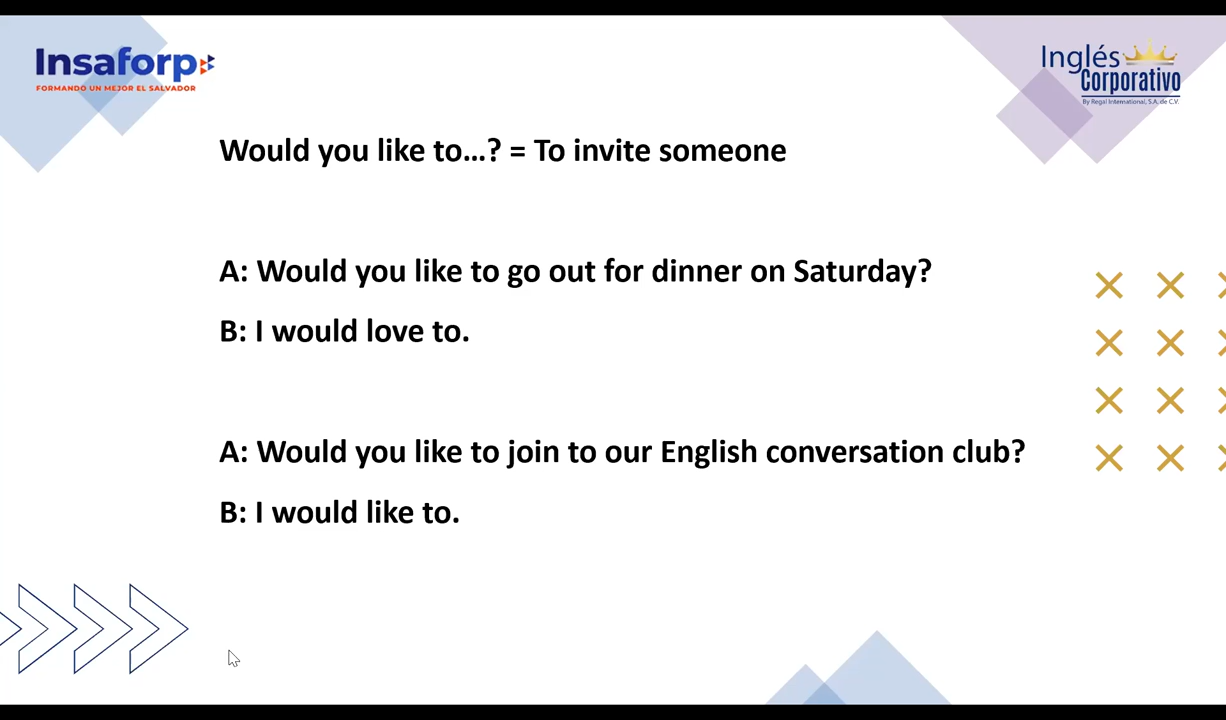 Insaforp
FORMANDO UN MEJOR EL SALVADOR
Inglés
Corporativo
By Regal International, S.A. de C.V.
Would you like to…? = To invite someone
A: Would you like to go out for dinner on Saturday?
B: I would love to.
A: Would you like to join to our English conversation club?
B: I would like to.